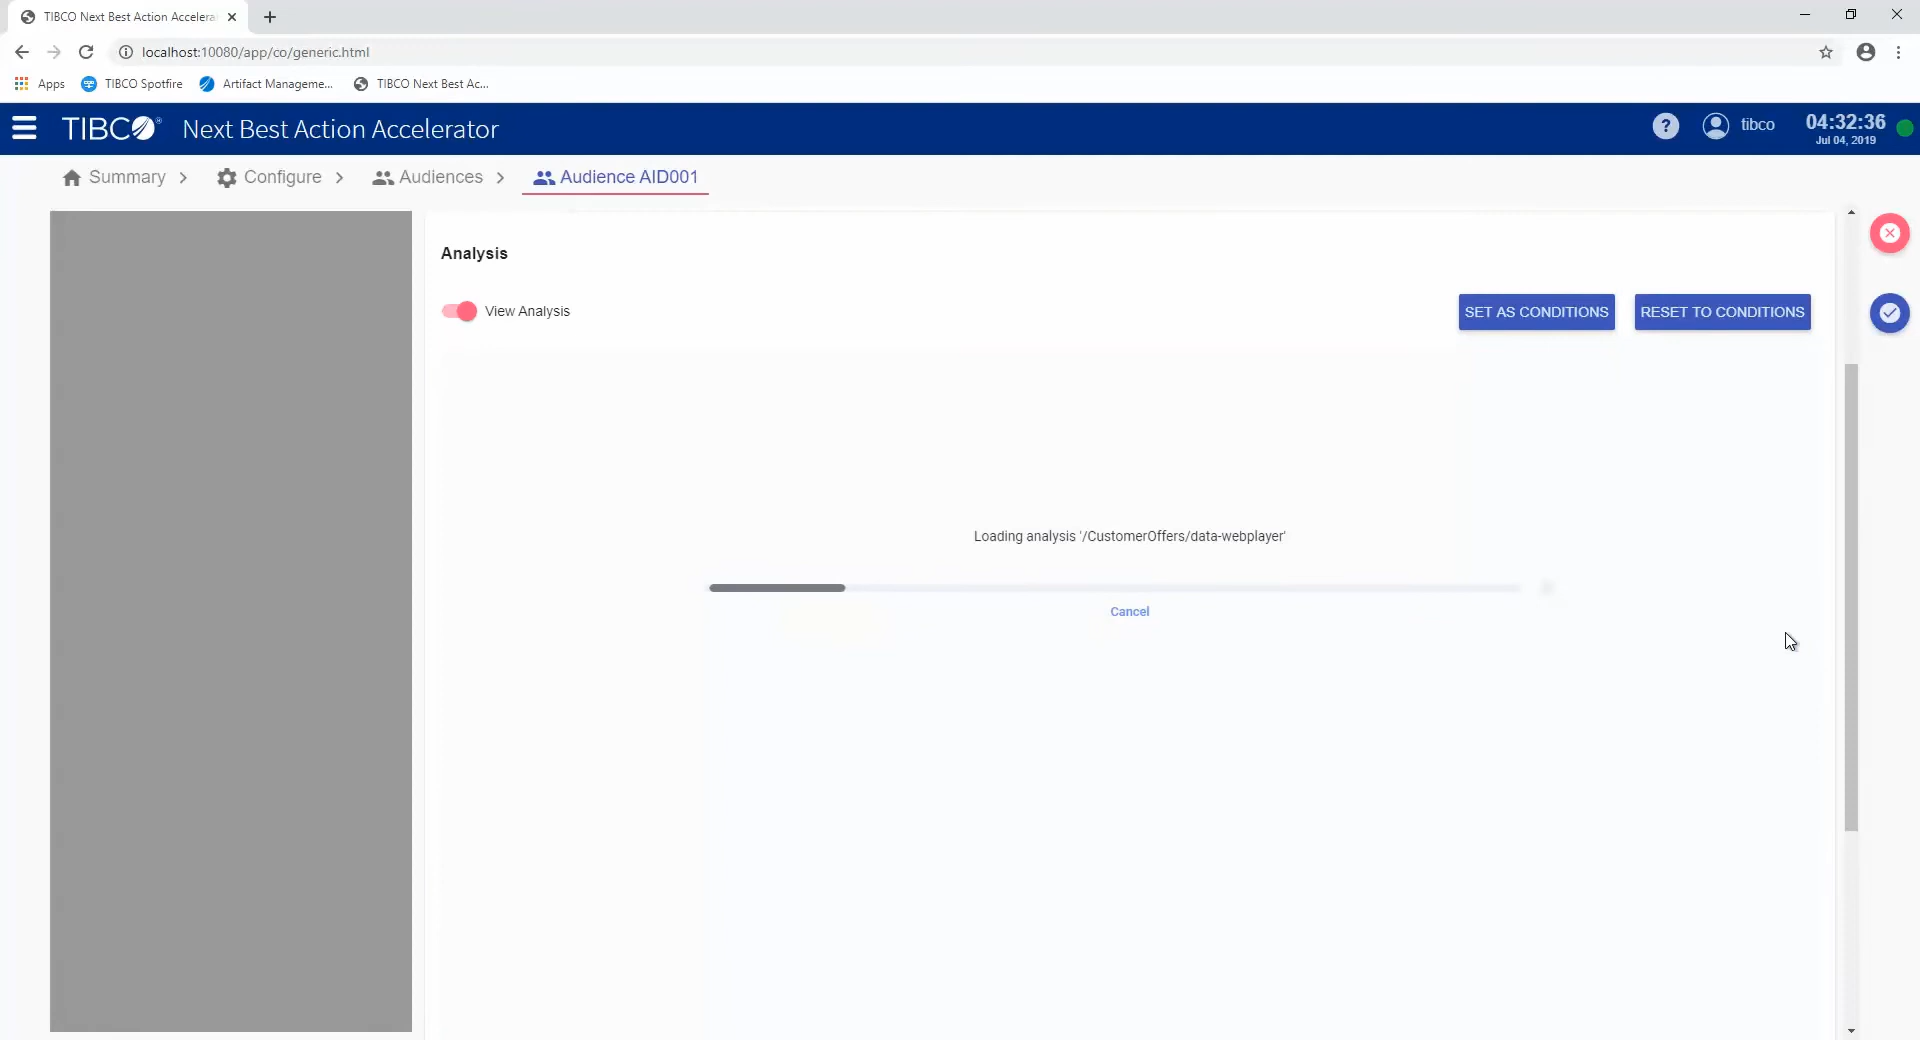 TIBCO Next Best Action Accelera
localhost:10080/app/co/generic.html
Apps
TIBCO Spotfire
Artifact Manageme...
TIBCO Next Best Ac...
TIBCO® Next Best Action Accelerator
?
tibco
04:32:36
Jul 04, 2019
Summary
Configure
Audiences
Audience AID001
Analysis
View Analysis
SET AS CONDITIONS
RESET TO CONDITIONS
Loading analysis '/CustomerOffers/data-webplayer'
Cancel